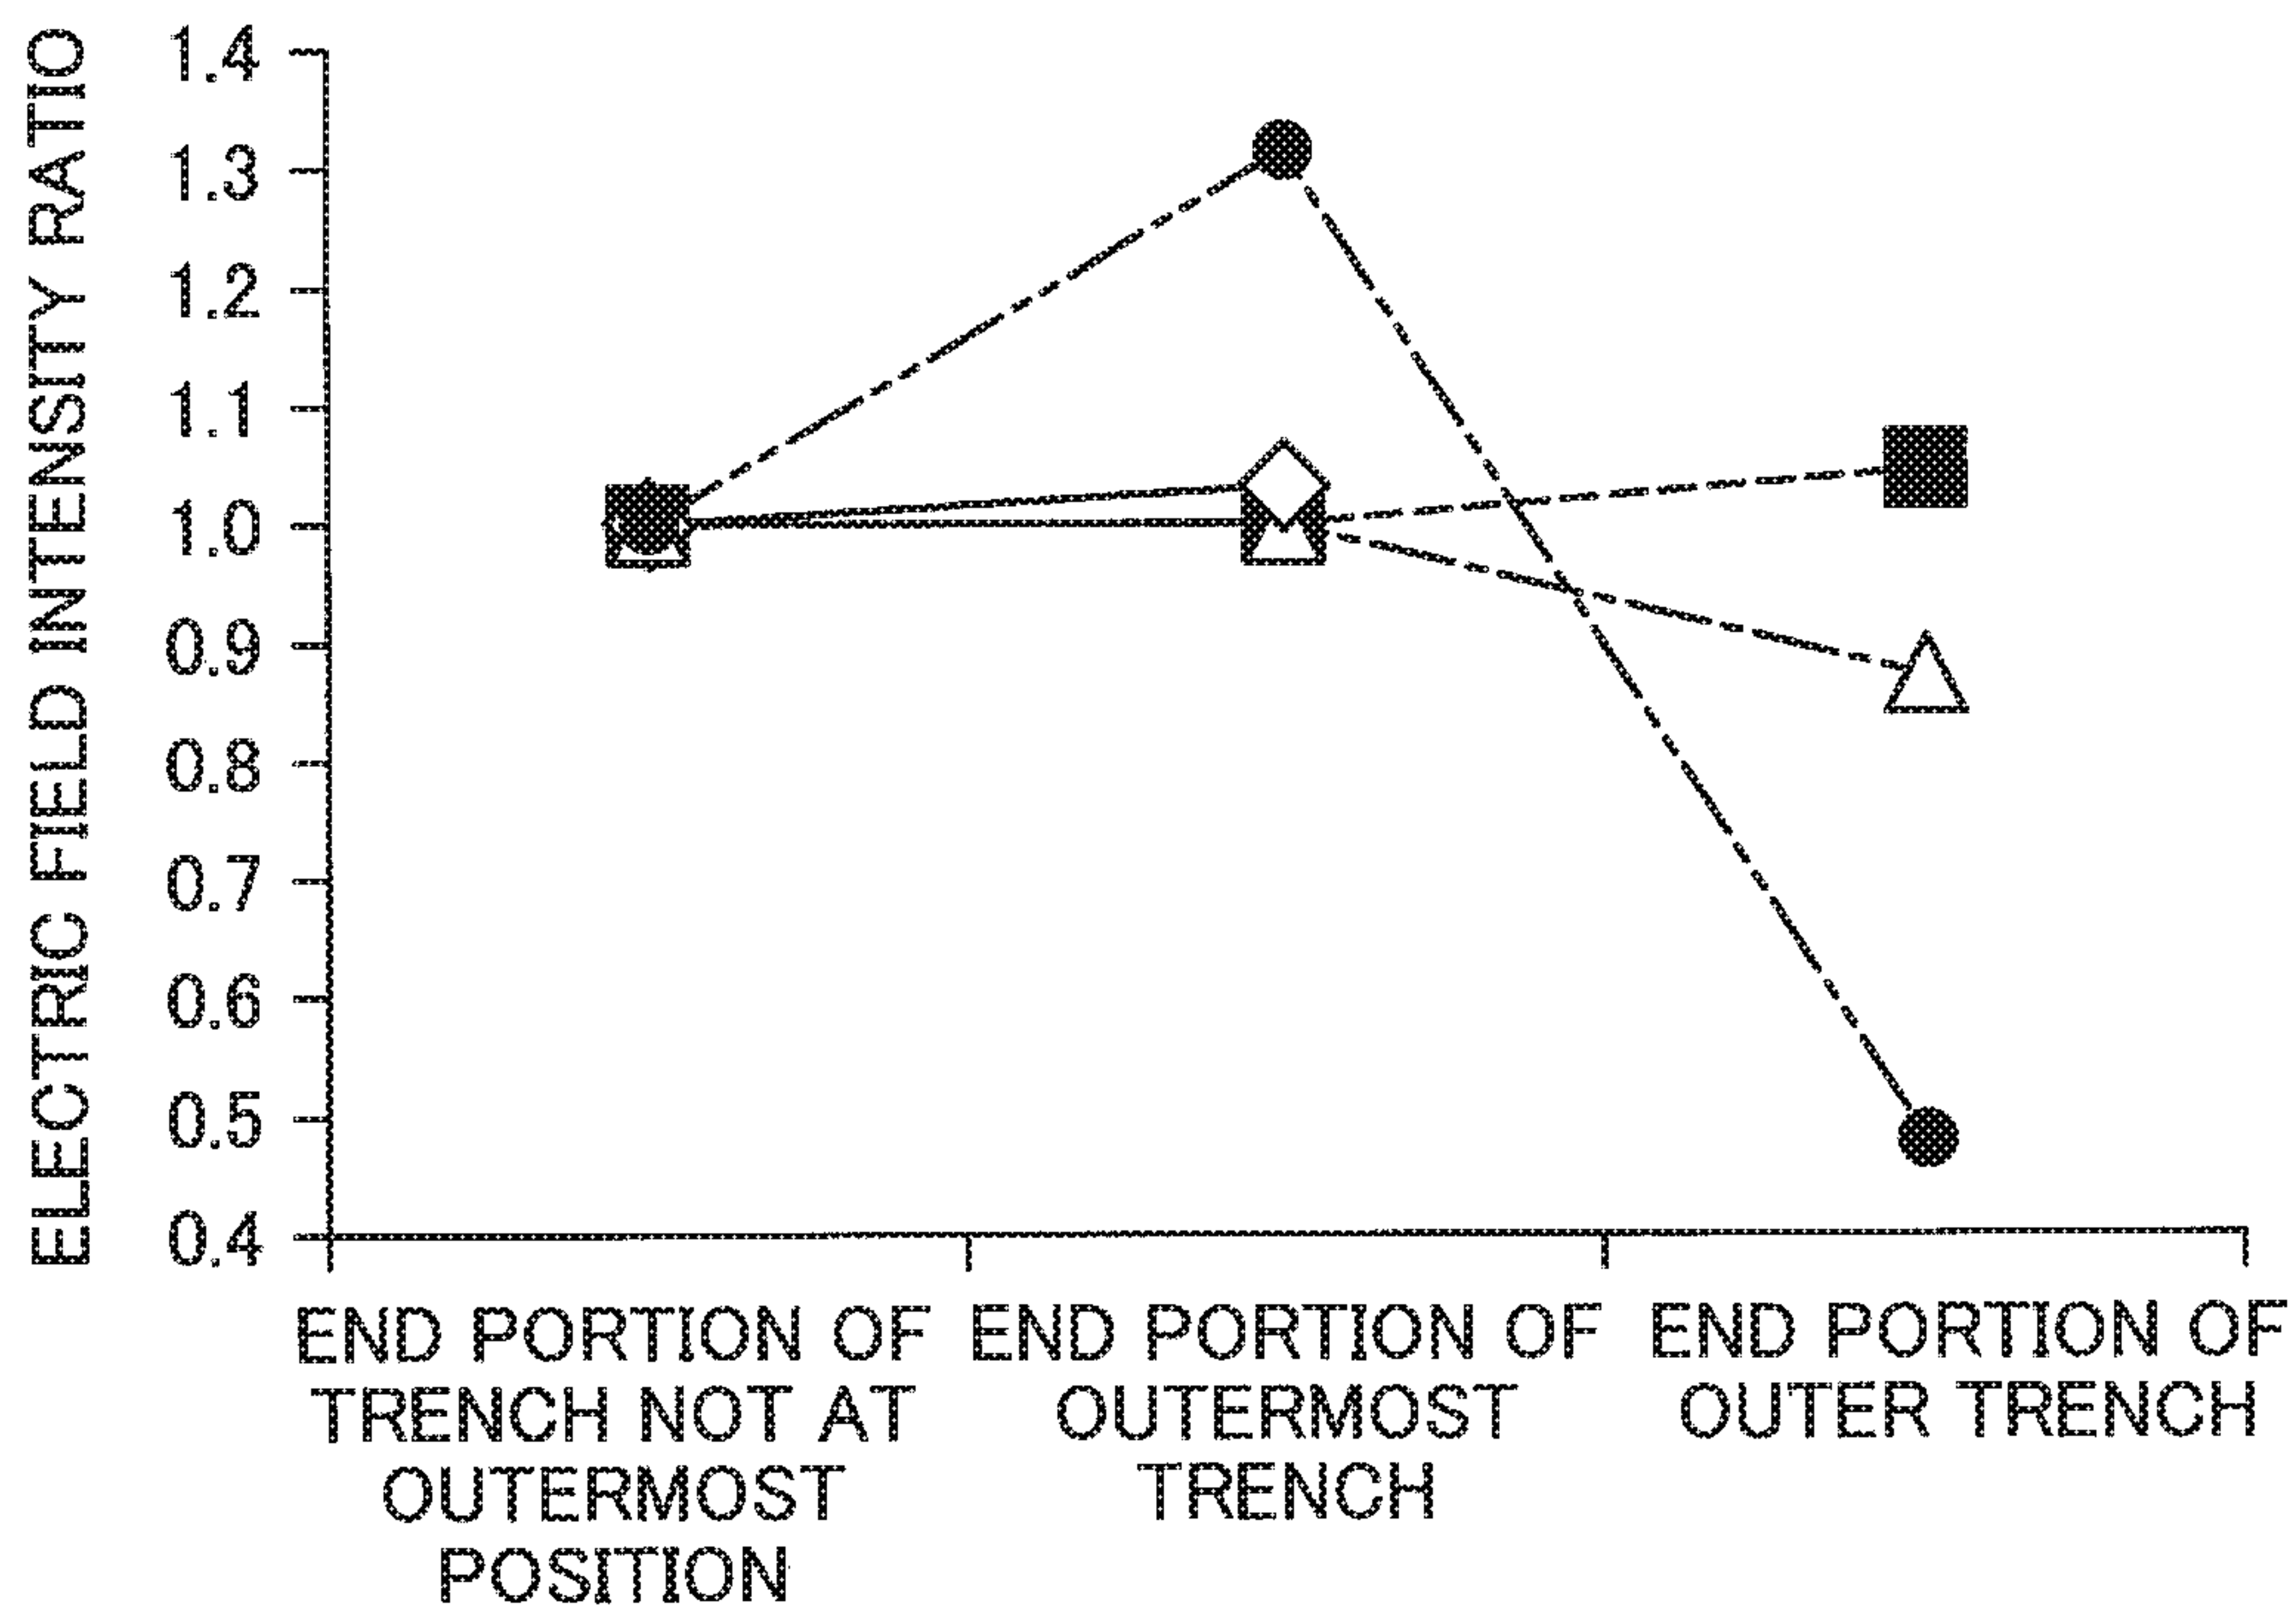 ELECTRIC FIELD INTENSITY RATIO
1.4
1.3
1.2
1.1
1.0
0.9
0.8
0.7
0.6
0.5
0.4
END PORTION OF
TRENCH NOT AT
OUTERMOST
POSITION
END PORTION OF
OUTERMOST
TRENCH
END PORTION OF
OUTER TRENCH